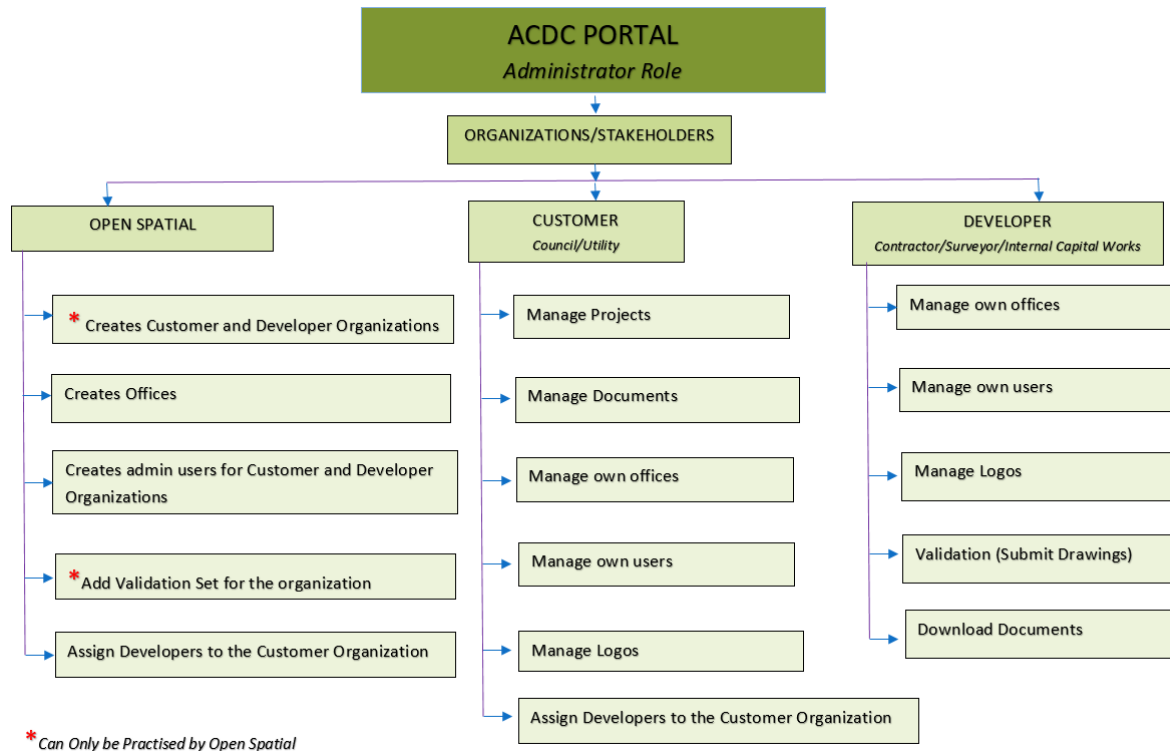 ACDC PORTAL
Administrator Role
ORGANIZATIONS/STAKEHOLDERS
OPEN SPATIAL
* Creates Customer and Developer Organizations
Creates Offices
Creates admin users for Customer and Developer
Organizations
*Add Validation Set for the organization
Assign Developers to the Customer Organization
CUSTOMER
Council/Utility
Manage Projects
Manage Documents
Manage own offices
Manage own users
Manage Logos
Assign Developers to the Customer Organization
DEVELOPER
Contractor/Surveyor/Internal Capital Works
Manage own offices
Manage own users
Manage Logos
Validation (Submit Drawings)
Download Documents
*Can Only be Practised by Open Spatial